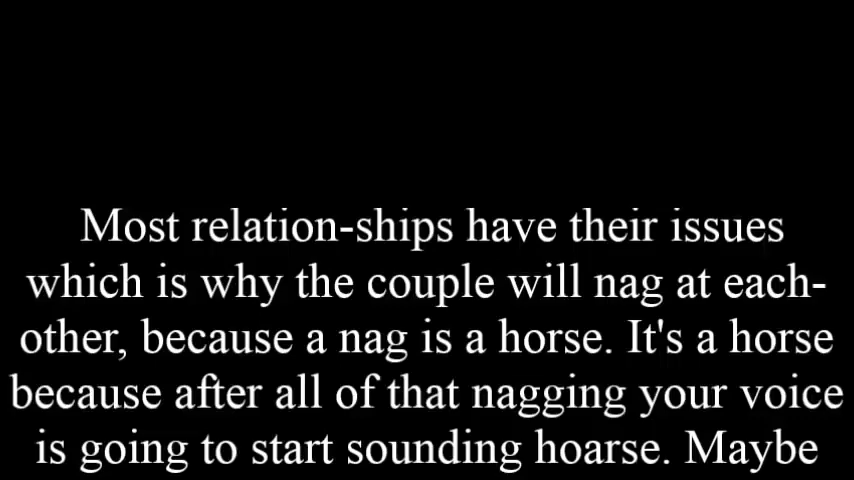 Most relation-ships have their issues
which is why the couple will nag at each-
other, because a nag is a horse. It's a horse
because after all of that nagging your voice
is going to start sounding hoarse. Maybe